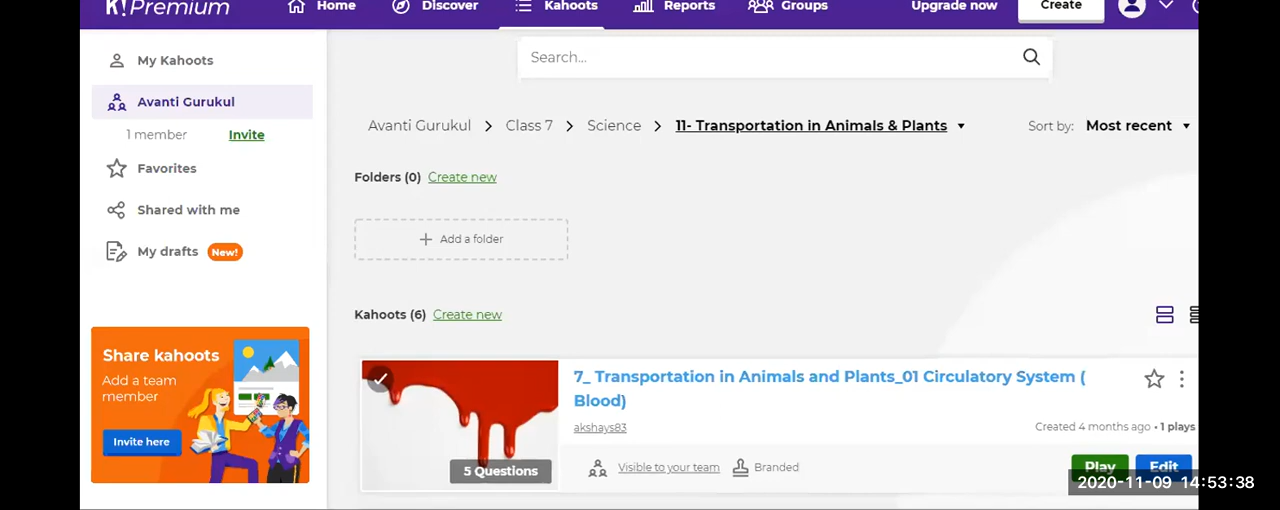 K!Premium
Home
Discover
Kahoots
Reports
Groups
Upgrade now
Create
My Kahoots
Avanti Gurukul
1 member
Invite
Favorites
Shared with me
My drafts
New!
Share kahoots
Add a team
member
Invite here
Search...
Avanti Gurukul > Class 7 > Science > 11- Transportation in Animals & Plants
Sort by: Most recent
Folders (0) Create new
+ Add a folder
Kahoots (6) Create new
7_ Transportation in Animals and Plants_01 Circulatory System (
Blood)
akshays83
Created 4 months ago • 1 plays
5 Questions
Visible to your team
Branded
Play
Edit
2020-11-09 14:53:38